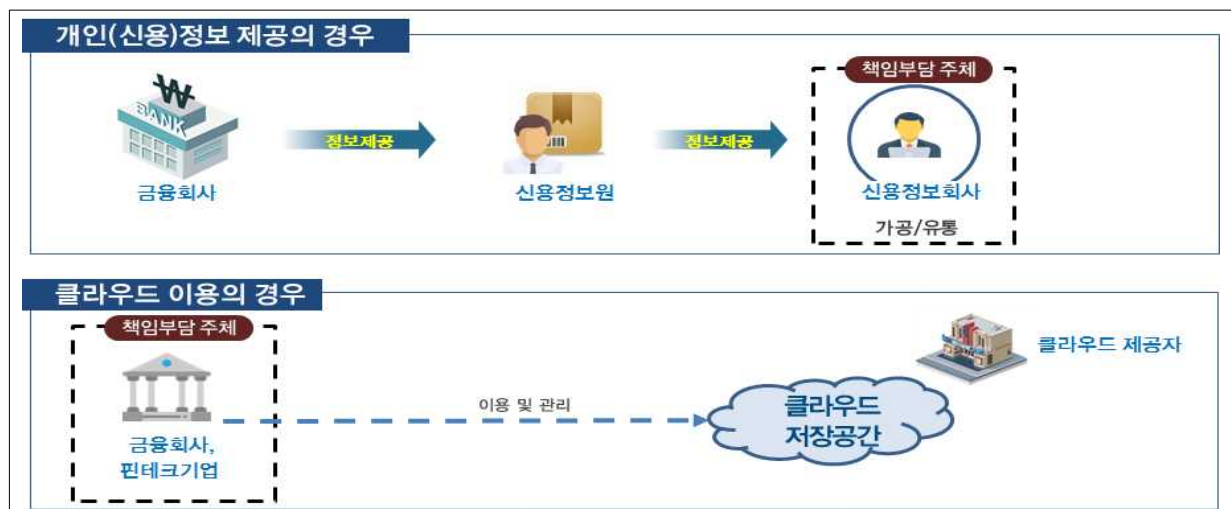 개인(신용)정보 제공의 경우
책임부담 주체
BANK
정보제공
정보제공
금융회사
신용정보원
신용정보회사
가공/유통
클라우드 이용의 경우
책임부담 주체
클라우드 제공자
이용 및 관리
클라우드
저장공간
금융회사,
핀테크기업